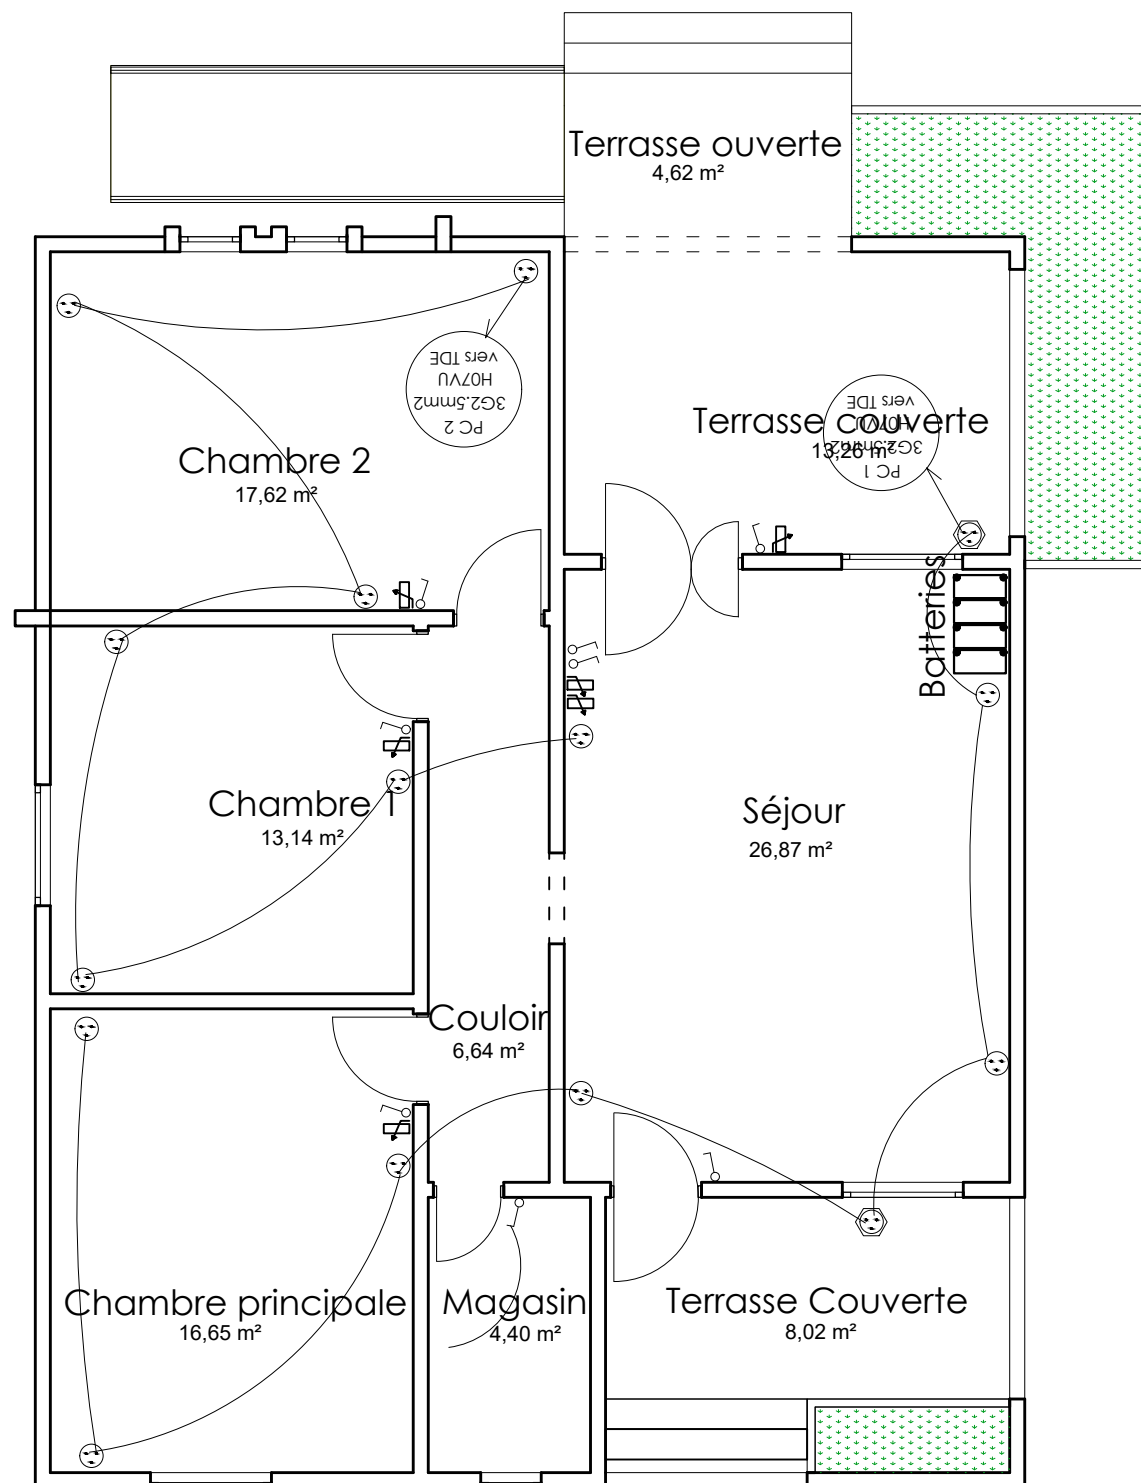 Terrasse ouverte
4,62 m²
PC 2
3G2.5mm2
H07VU
vers TDE
Chambre 2
17,62 m²
Terrasse couverte
13,26 m²
PC 1
3G2.5mm2
H07VU
vers TDE
Batteries
Chambre 1
13,14 m²
Séjour
26,87 m²
Couloir
6,64 m²
Chambre principale
16,65 m²
Magasin
4,40 m²
Terrasse Couverte
8,02 m²